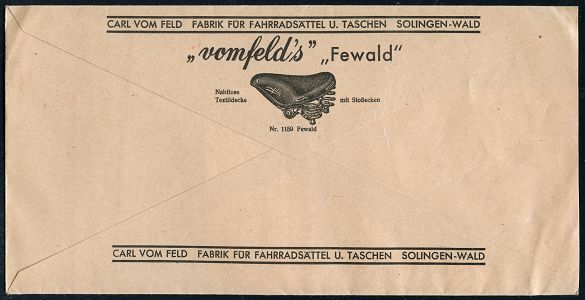 CARL VOM FELD FABRIK FÜR FAHRRADSÄTTEL U. TASCHEN SOLINGEN-WALD
„vomfeld's” „Fewald“
Nahtlose
Textildecke
mit Stoßecken
Nr. 1159 Fewald
CARL VOM FELD FABRIK FÜR FAHRRADSÄTTEL U. TASCHEN SOLINGEN-WALD